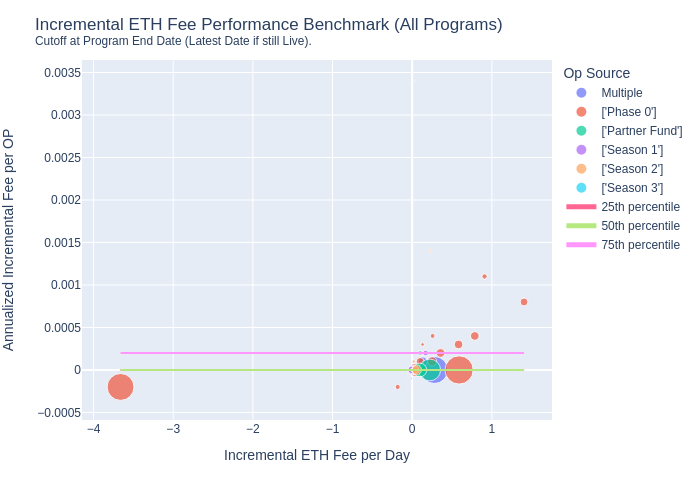 Incremental ETH Fee Performance Benchmark (All Programs)
Cutoff at Program End Date (Latest Date if still Live).
Annualized Incremental Fee per OP
0.0035
0.003
0.0025
0.002
0.0015
0.001
0.0005
0
−0.0005
−4
−3
−2
−1
0
1
Incremental ETH Fee per Day
Op Source
Multiple
['Phase 0']
['Partner Fund']
['Season 1']
['Season 2']
['Season 3']
25th percentile
50th percentile
75th percentile